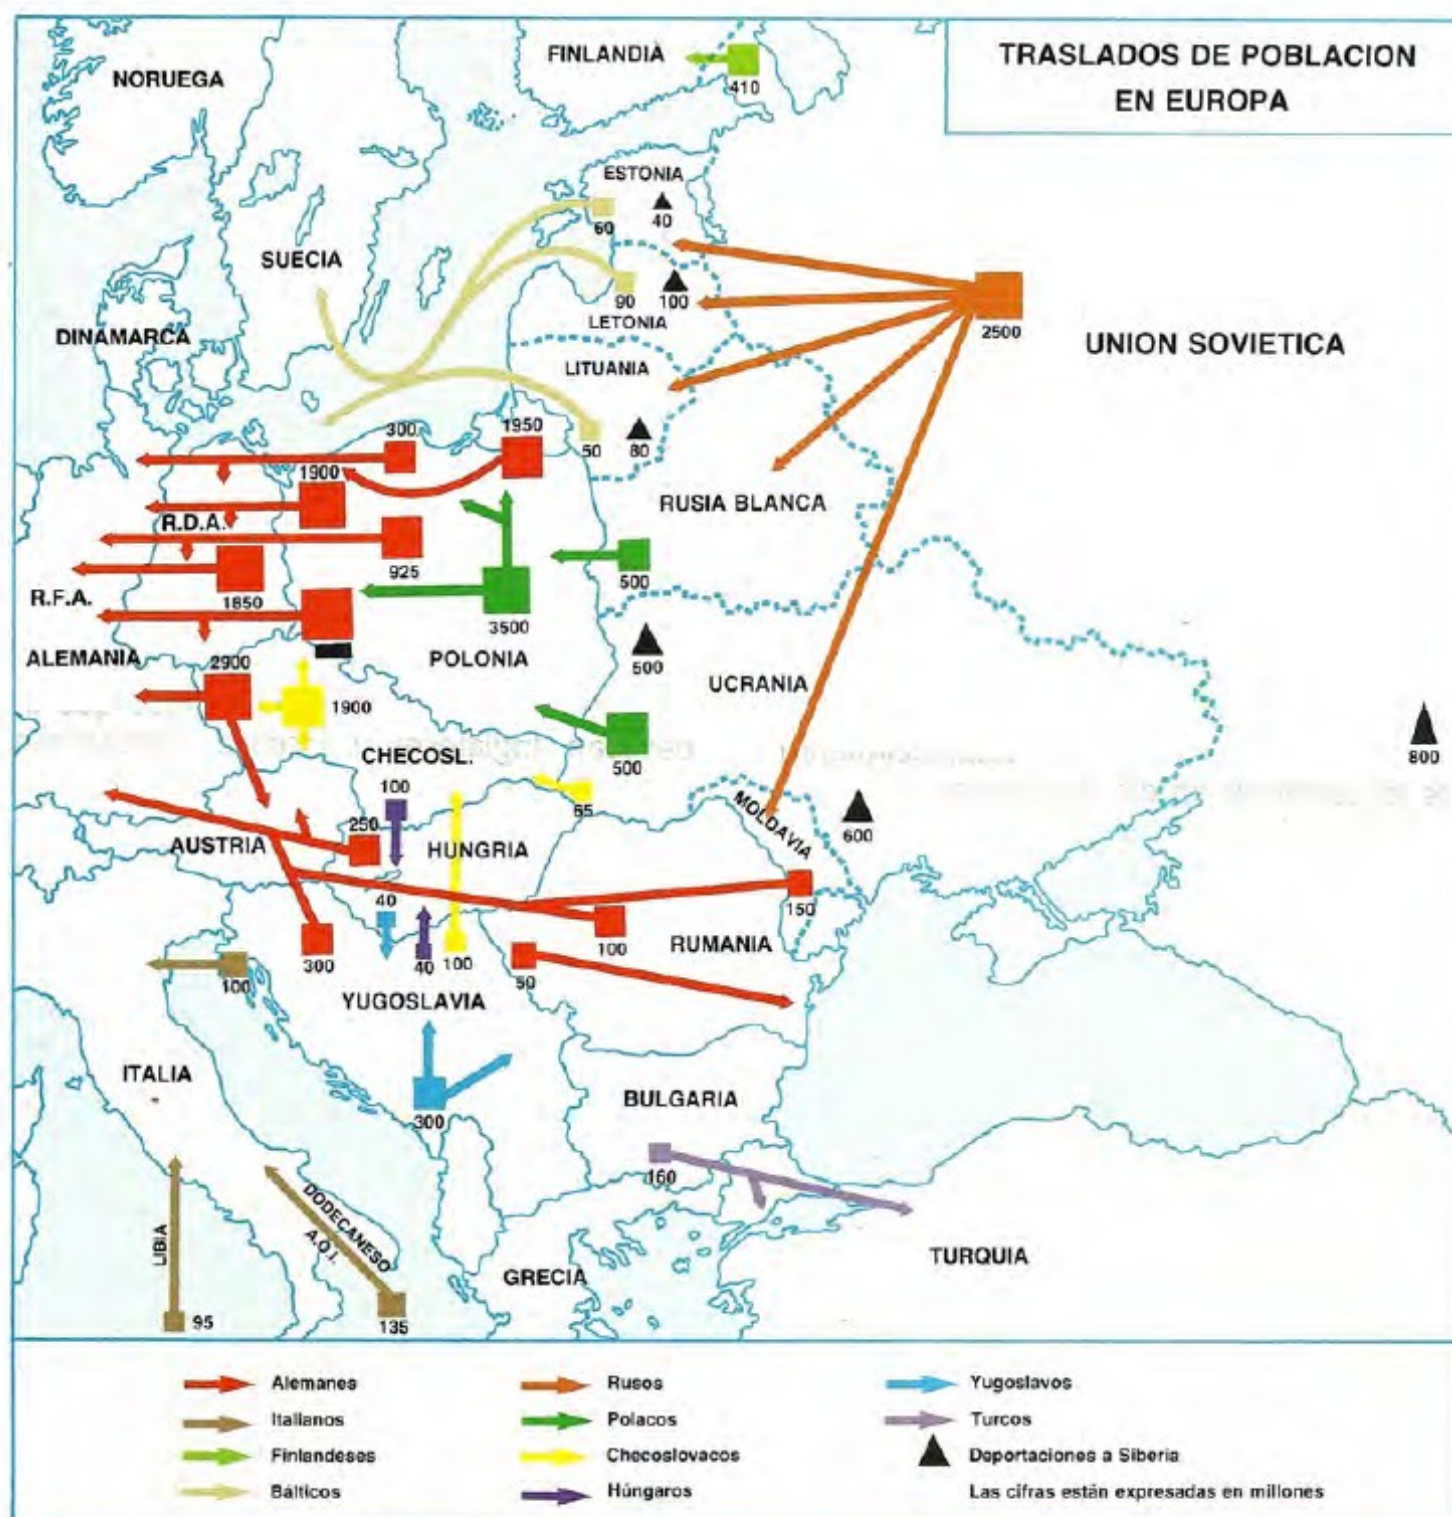 TRASLADOS DE POBLACION
EN EUROPA
FINLANDIA
NORUEGA
410
ESTONIA
60
40
SUECIA
90
100
LETONIA
2500
DINAMARCA
UNION SOVIETICA
LITUANIA
300
1950
50
80
1900
RUSIA BLANCA
R.D.A.
925
500
R.F.A.
1850
3500
ALEMANIA
2900
POLONIA
500
UCRANIA
1900
CHECOSL.
500
800
100
65
MOLDAVIA
600
250
AUSTRIA
HUNGRIA
40
150
300
40
100
50
100
RUMANIA
100
YUGOSLAVIA
ITALIA
300
BULGARIA
160
LIBIA
DODECANESO
A.O.I.
GRECIA
TURQUIA
95
135
Alemanes
Italianos
Finlandeses
Bálticos
Rusos
Polacos
Checoslovacos
Húngaros
Yugoslavos
Turcos
Deportaciones a Siberia
Las cifras están expresadas en millones